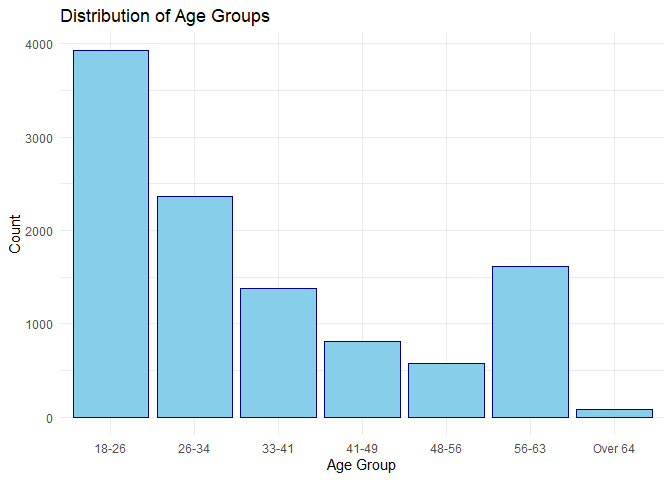 Distribution of Age Groups
4000
3000
2000
1000
0
Count
18-26 26-34 33-41 41-49 48-56 56-63 Over 64
Age Group